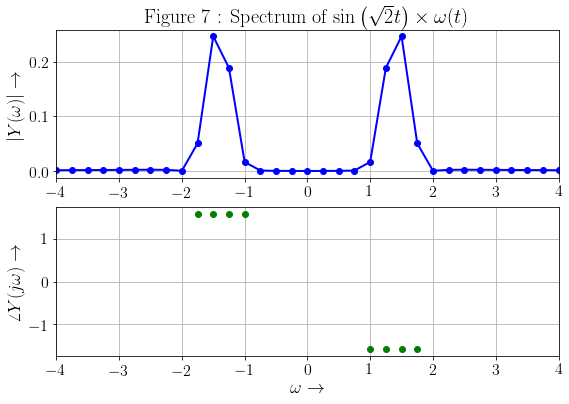 Figure 7 : Spectrum of sin (√2t) × ω(t)
|Y(ω)| →
0.2
0.1
0.0
−4 −3 −2 −1 0 1 2 3 4
∠Y(jω) →
1
0
−1
−4 −3 −2 −1 0 1 2 3 4
ω →